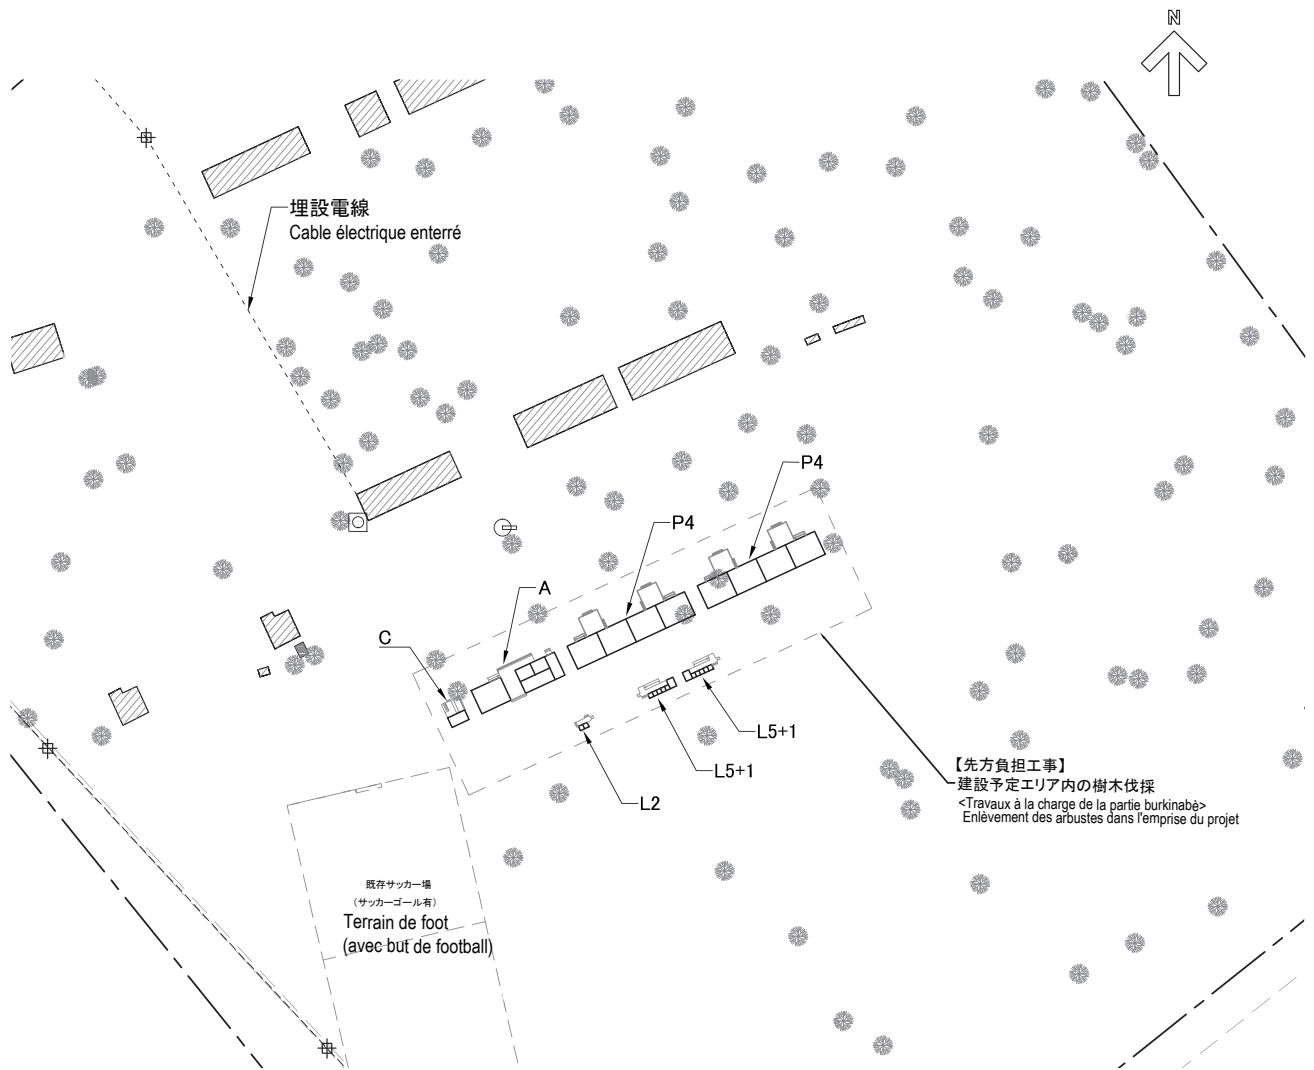 N
埋設電線
Cable électrique enterré
P4
P4
A
C
L5+1
L5+1
L2
【先方負担工事】
建設予定エリア内の樹木伐採
<Travaux à la charge de la partie burkinabè>
Enlèvement des arbustes dans l'emprise du projet
既存サッカー場
（サッカーゴール有）
Terrain de foot
(avec but de football)